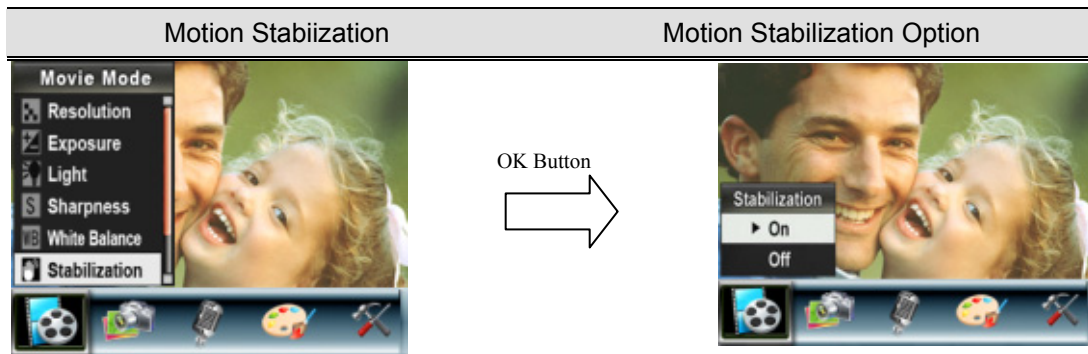 Motion Stabiization
Motion Stabilization Option
Movie Mode
Resolution
Exposure
Light
S Sharpness
WB White Balance
Stabilization
OK Button
Stabilization
On
Off